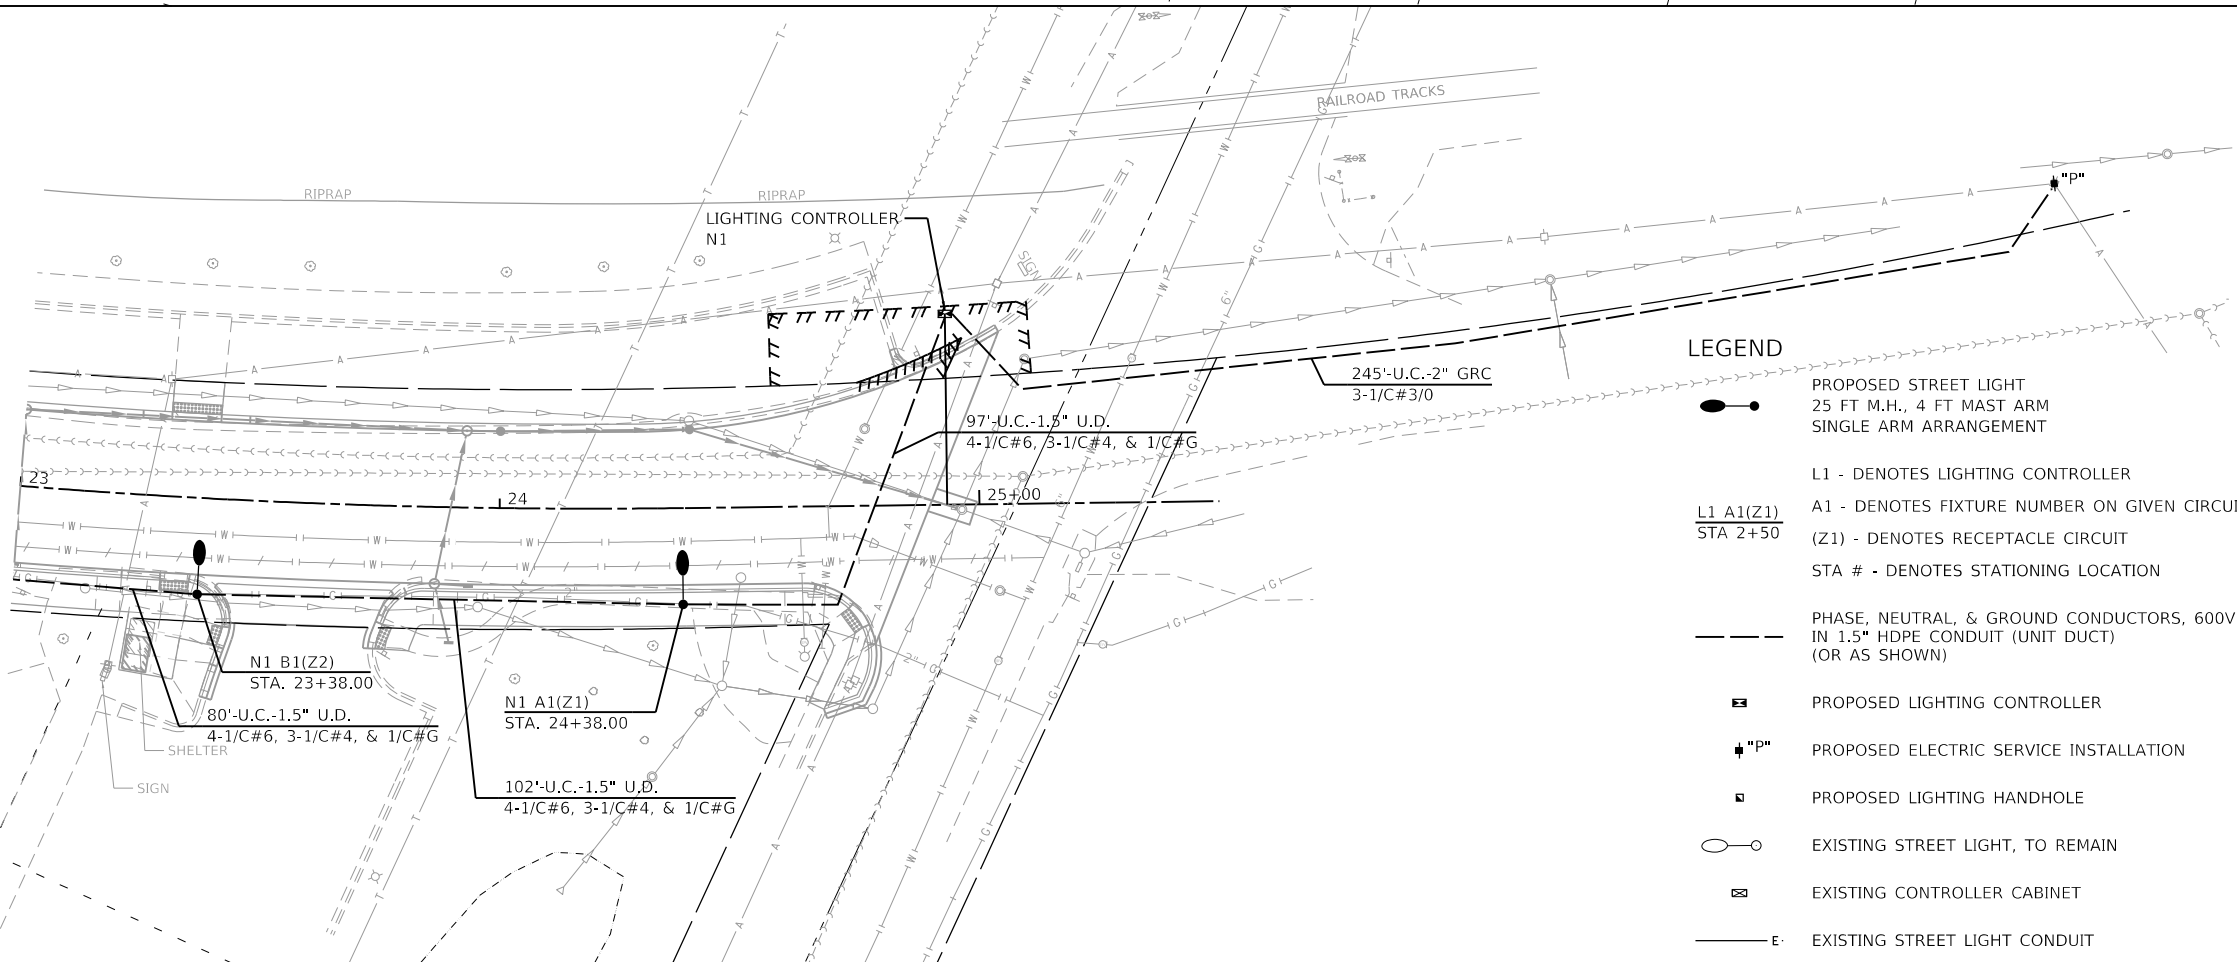 RAILROAD TRACKS
RIPRAP
RIPRAP
"P"
LIGHTING CONTROLLER
N1
SIGN
6"
245'-U.C.-2" GRC
3-1/C#3/0
97'-U.C.-1.5" U.D.
4-1/C#6, 3-1/C#4, & 1/C#G
23
24
25+00
2"
2"
N1 B1(Z2)
STA. 23+38.00
80'-U.C.-1.5" U.D.
4-1/C#6, 3-1/C#4, & 1/C#G
SHELTER
SIGN
N1 A1(Z1)
STA. 24+38.00
102'-U.C.-1.5" U.D.
4-1/C#6, 3-1/C#4, & 1/C#G
LEGEND
PROPOSED STREET LIGHT
25 FT M.H., 4 FT MAST ARM
SINGLE ARM ARRANGEMENT
L1 A1(Z1)
STA 2+50
L1 - DENOTES LIGHTING CONTROLLER
A1 - DENOTES FIXTURE NUMBER ON GIVEN CIRCUI
(Z1) - DENOTES RECEPTACLE CIRCUIT
STA # - DENOTES STATIONING LOCATION
PHASE, NEUTRAL, & GROUND CONDUCTORS, 600V
IN 1.5" HDPE CONDUIT (UNIT DUCT)
(OR AS SHOWN)
PROPOSED LIGHTING CONTROLLER
"P" PROPOSED ELECTRIC SERVICE INSTALLATION
PROPOSED LIGHTING HANDHOLE
EXISTING STREET LIGHT, TO REMAIN
EXISTING CONTROLLER CABINET
E EXISTING STREET LIGHT CONDUIT